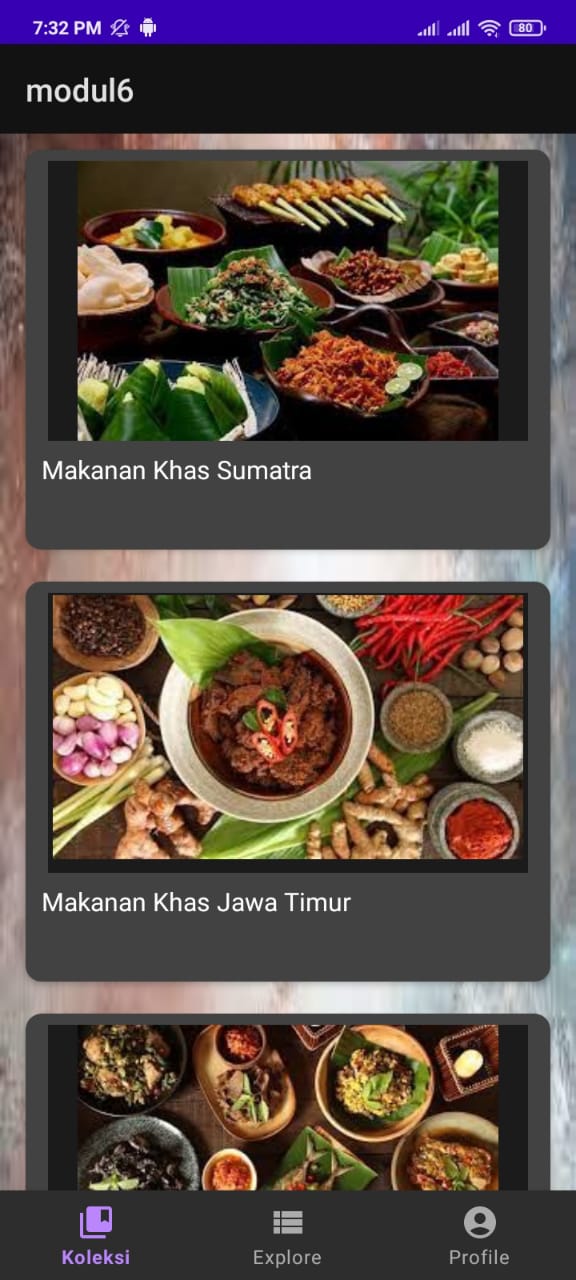 7:32 PM
80
modul6
Makanan Khas Sumatra
Makanan Khas Jawa Timur
Koleksi
Explore
Profile